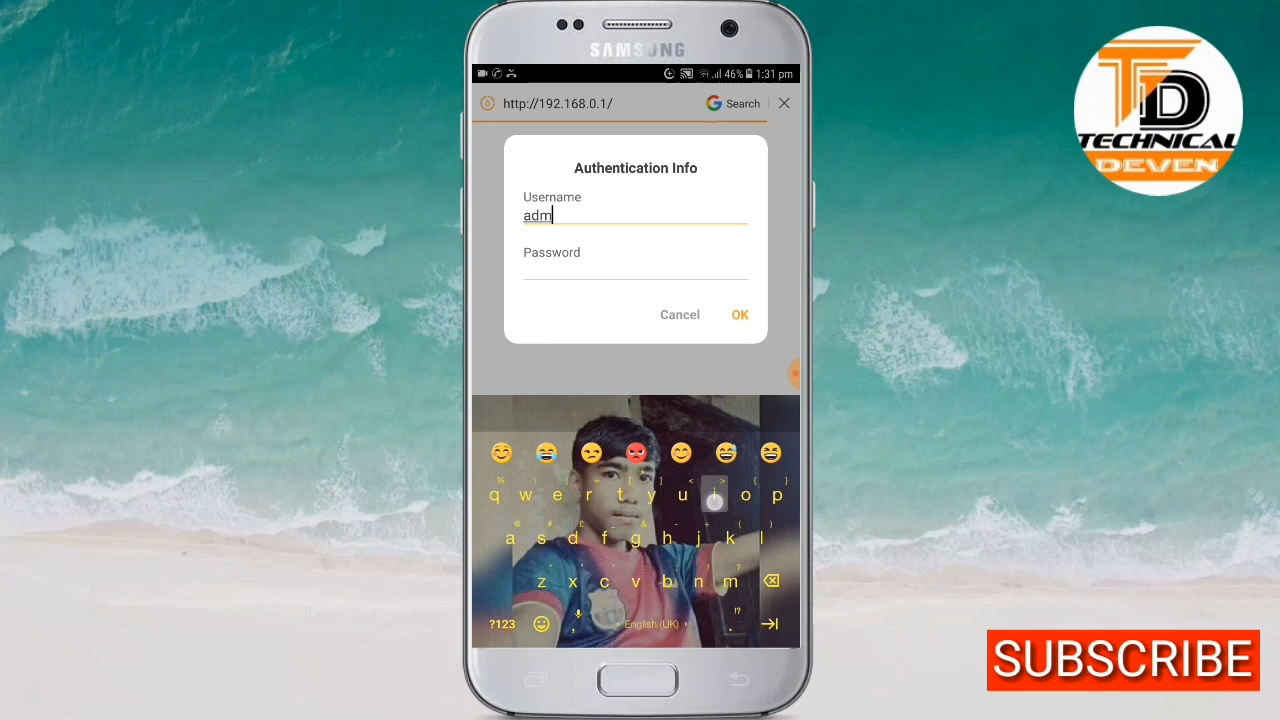 SAMSUNG
46% 1:31 pm
http://192.168.0.1/
Search
Authentication Info
Username
adm
Password
Cancel
OK
q w e r t y u i o p
a s d f g h j k l
z x c v b n m
?123
,
English (UK)
.
!?
TD
TECHNICAL
DEVEN
SUBSCRIBE